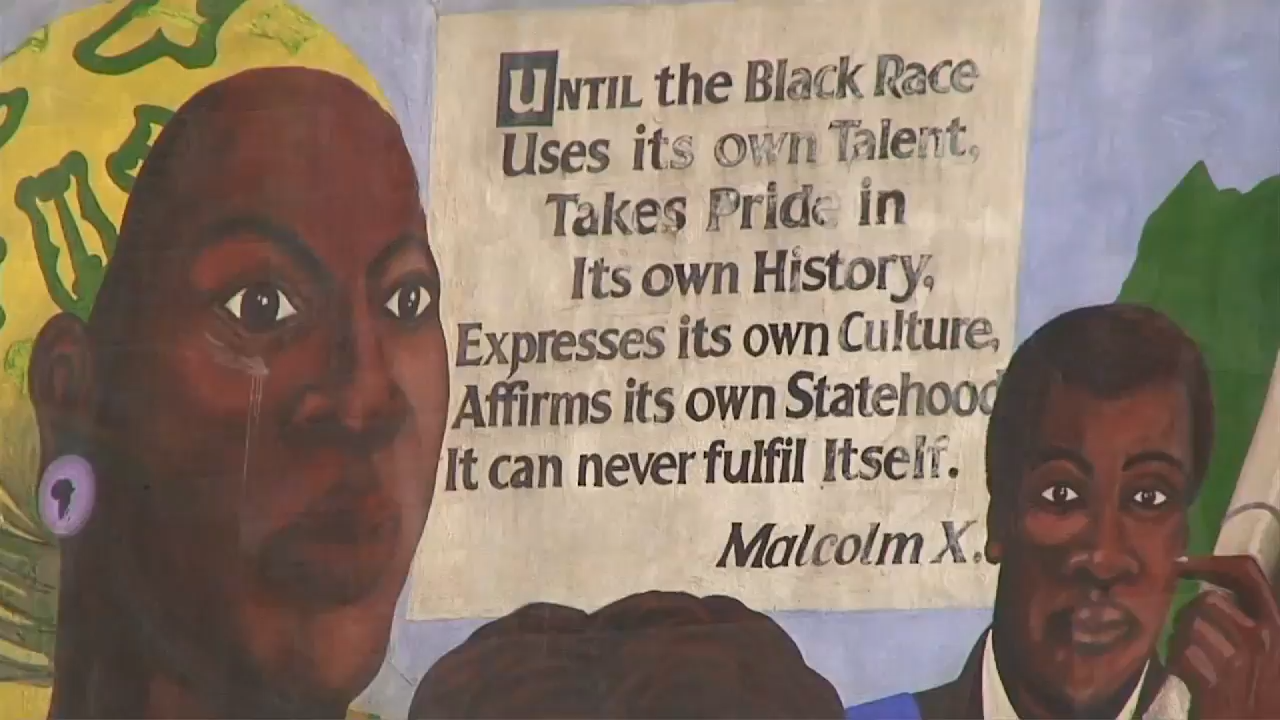 UNTIL the Black Race
Uses its own Talent,
Takes Pride in
Its own History,
Expresses its own Culture,
Affirms its own Statehood
It can never fulfil Itself.
Malcolm X.